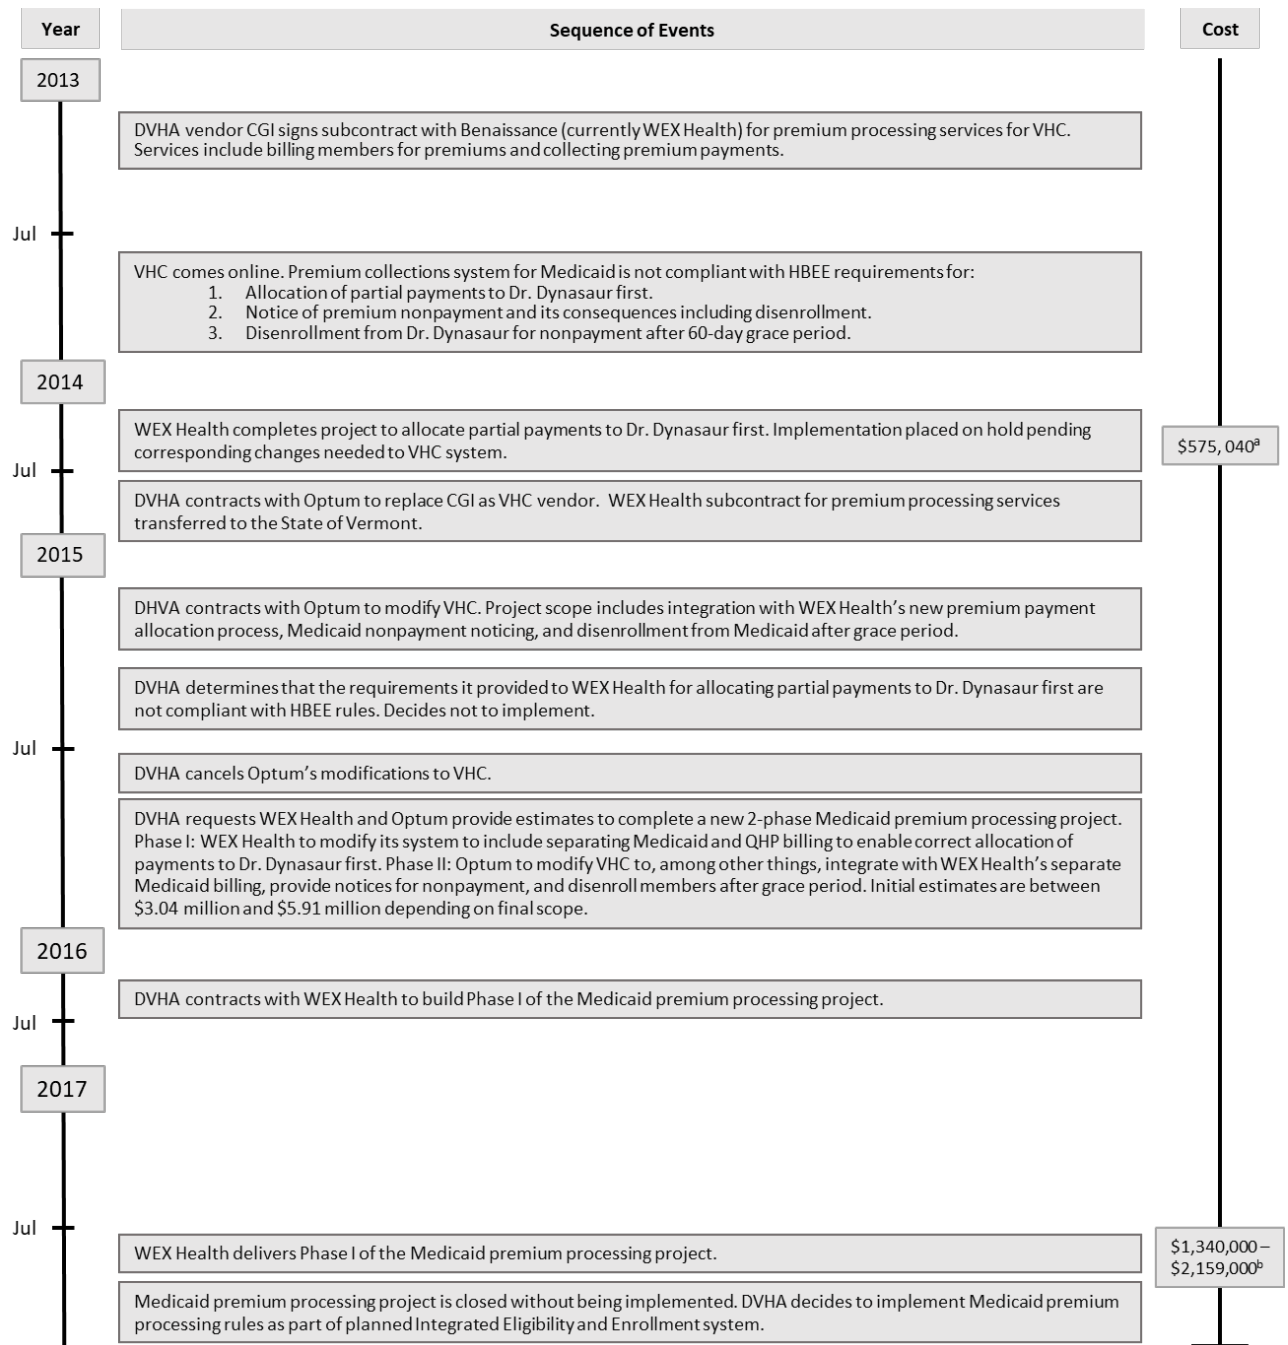 Year
Sequence of Events
Cost
2013
DVHA vendor CGI signs subcontract with Benaissance (currently WEX Health) for premium processing services for VHC.
Services include billing members for premiums and collecting premium payments.
Jul
VHC comes online. Premium collections system for Medicaid is not compliant with HBEE requirements for:
1. Allocation of partial payments to Dr. Dynasaur first.
2. Notice of premium nonpayment and its consequences including disenrollment.
3. Disenrollment from Dr. Dynasaur for nonpayment after 60-day grace period.
2014
WEX Health completes project to allocate partial payments to Dr. Dynasaur first. Implementation placed on hold pending
corresponding changes needed to VHC system.
$575, 040ᵃ
Jul
DVHA contracts with Optum to replace CGI as VHC vendor. WEX Health subcontract for premium processing services
transferred to the State of Vermont.
2015
DHVA contracts with Optum to modify VHC. Project scope includes integration with WEX Health's new premium payment
allocation process, Medicaid nonpayment noticing, and disenrollment from Medicaid after grace period.
DVHA determines that the requirements it provided to WEX Health for allocating partial payments to Dr. Dynasaur first are
not compliant with HBEE rules. Decides not to implement.
Jul
DVHA cancels Optum's modifications to VHC.
DVHA requests WEX Health and Optum provide estimates to complete a new 2-phase Medicaid premium processing project.
Phase I: WEX Health to modify its system to include separating Medicaid and QHP billing to enable correct allocation of
payments to Dr. Dynasaur first. Phase II: Optum to modify VHC to, among other things, integrate with WEX Health's separate
Medicaid billing, provide notices for nonpayment, and disenroll members after grace period. Initial estimates are between
$3.04 million and $5.91 million depending on final scope.
2016
DVHA contracts with WEX Health to build Phase I of the Medicaid premium processing project.
Jul
2017
Jul
WEX Health delivers Phase I of the Medicaid premium processing project.
$1,340,000 –
$2,159,000ᵇ
Medicaid premium processing project is closed without being implemented. DVHA decides to implement Medicaid premium
processing rules as part of planned Integrated Eligibility and Enrollment system.